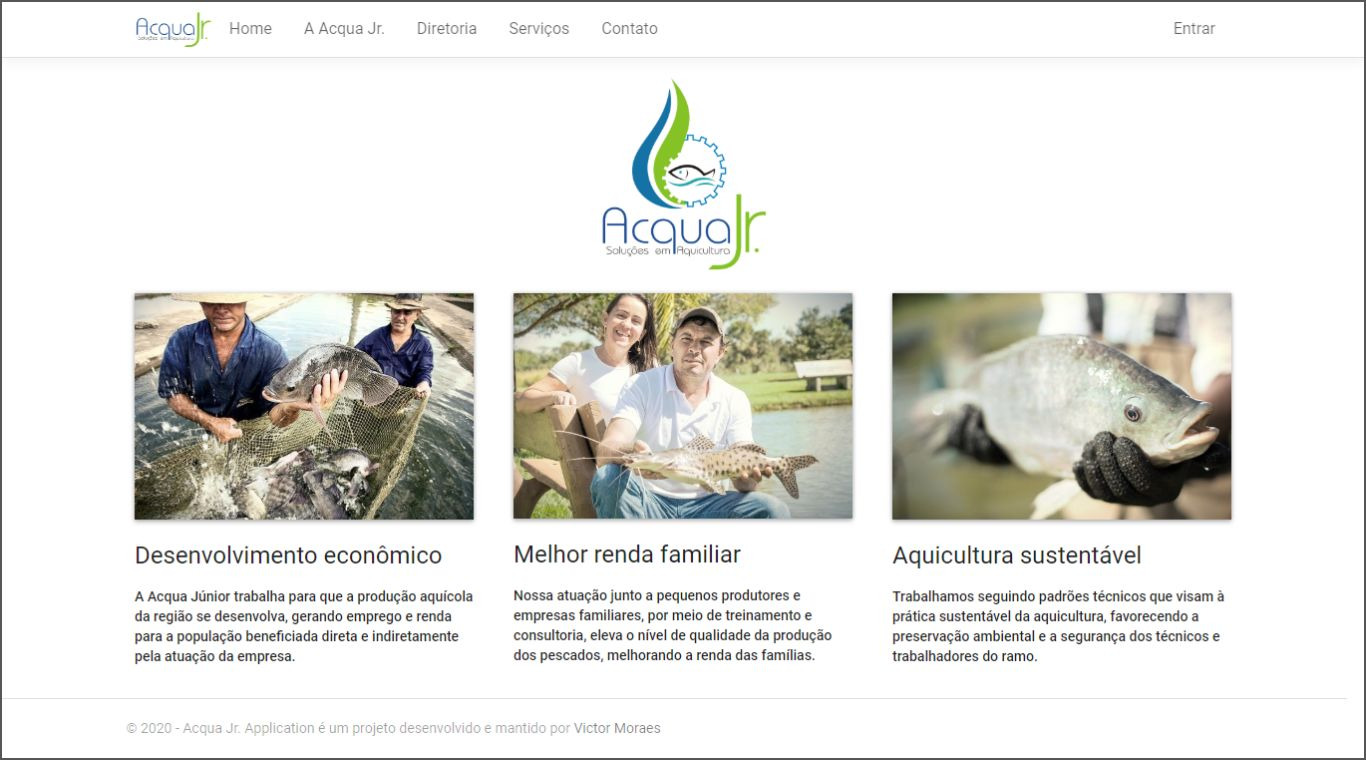 AcquaJr.
Soluções em Aquicultura
Home
A Acqua Jr.
Diretoria
Serviços
Contato
Entrar
AcquaJr.
Soluções em Aquicultura
Desenvolvimento econômico
A Acqua Júnior trabalha para que a produção aquícola
da região se desenvolva, gerando emprego e renda
para a população beneficiada direta e indiretamente
pela atuação da empresa.
Melhor renda familiar
Nossa atuação junto a pequenos produtores e
empresas familiares, por meio de treinamento e
consultoria, eleva o nível de qualidade da produção
dos pescados, melhorando a renda das famílias.
Aquicultura sustentável
Trabalhamos seguindo padrões técnicos que visam à
prática sustentável da aquicultura, favorecendo a
preservação ambiental e a segurança dos técnicos e
trabalhadores do ramo.
© 2020 - Acqua Jr. Application é um projeto desenvolvido e mantido por Victor Moraes